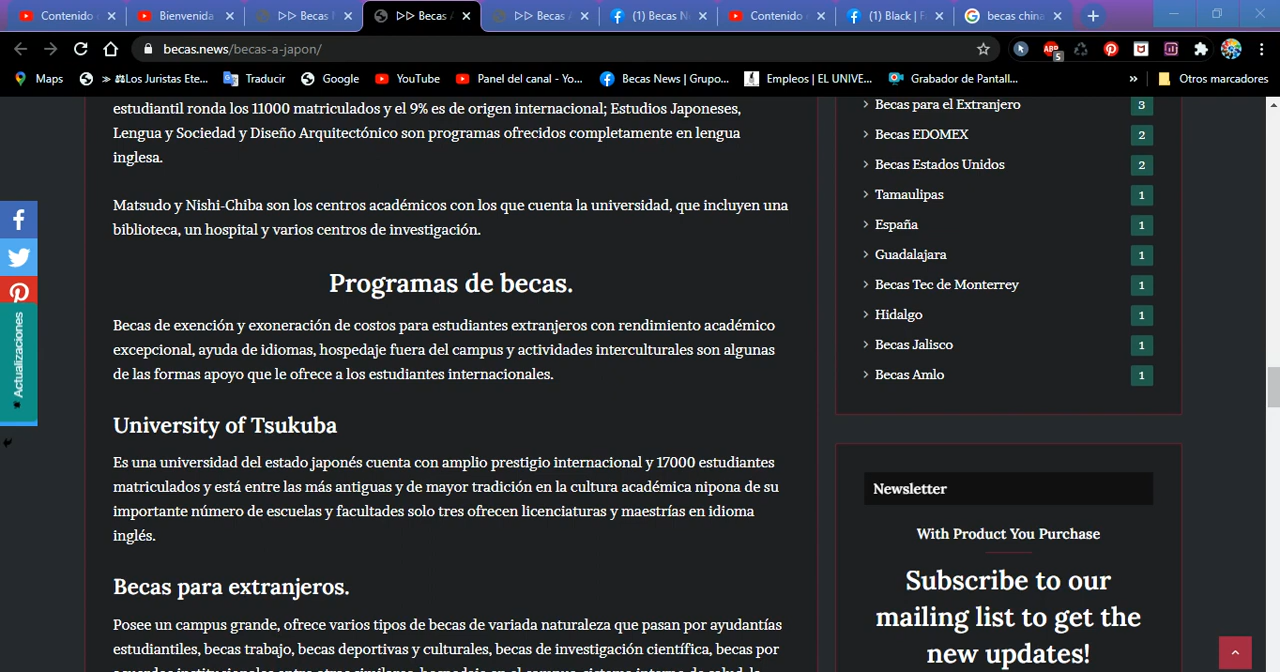 Contenido
Bienvenida
▷▷ Becas
▷▷ Becas
▷▷ Becas
(1) Becas N
Contenido
(1) Black | F
becas china
becas.news/becas-a-japon/
ABP
5
Maps
» ⚖Los Juristas Ete...
Traducir
Google
YouTube
Panel del canal - Yo...
Becas News | Grupo...
Empleos | EL UNIVE...
Grabador de Pantall...
»
Otros marcadores
estudiantil ronda los 11000 matriculados y el 9% es de origen internacional; Estudios Japoneses,
Lengua y Sociedad y Diseño Arquitectónico son programas ofrecidos completamente en lengua
inglesa.
Matsudo y Nishi-Chiba son los centros académicos con los que cuenta la universidad, que incluyen una
biblioteca, un hospital y varios centros de investigación.
Programas de becas.
Becas de exención y exoneración de costos para estudiantes extranjeros con rendimiento académico
excepcional, ayuda de idiomas, hospedaje fuera del campus y actividades interculturales son algunas
de las formas apoyo que le ofrece a los estudiantes internacionales.
University of Tsukuba
Es una universidad del estado japonés cuenta con amplio prestigio internacional y 17000 estudiantes
matriculados y está entre las más antiguas y de mayor tradición en la cultura académica nipona de su
importante número de escuelas y facultades solo tres ofrecen licenciaturas y maestrías en idioma
inglés.
Becas para extranjeros.
Posee un campus grande, ofrece varios tipos de becas de variada naturaleza que pasan por ayudantías
estudiantiles, becas trabajo, becas deportivas y culturales, becas de investigación científica, becas por
Actualizaciones
Becas para el Extranjero 3
Becas EDOMEX 2
Becas Estados Unidos 2
Tamaulipas 1
España 1
Guadalajara 1
Becas Tec de Monterrey 1
Hidalgo 1
Becas Jalisco 1
Becas Amlo 1
Newsletter
With Product You Purchase
Subscribe to our
mailing list to get the
new updates!